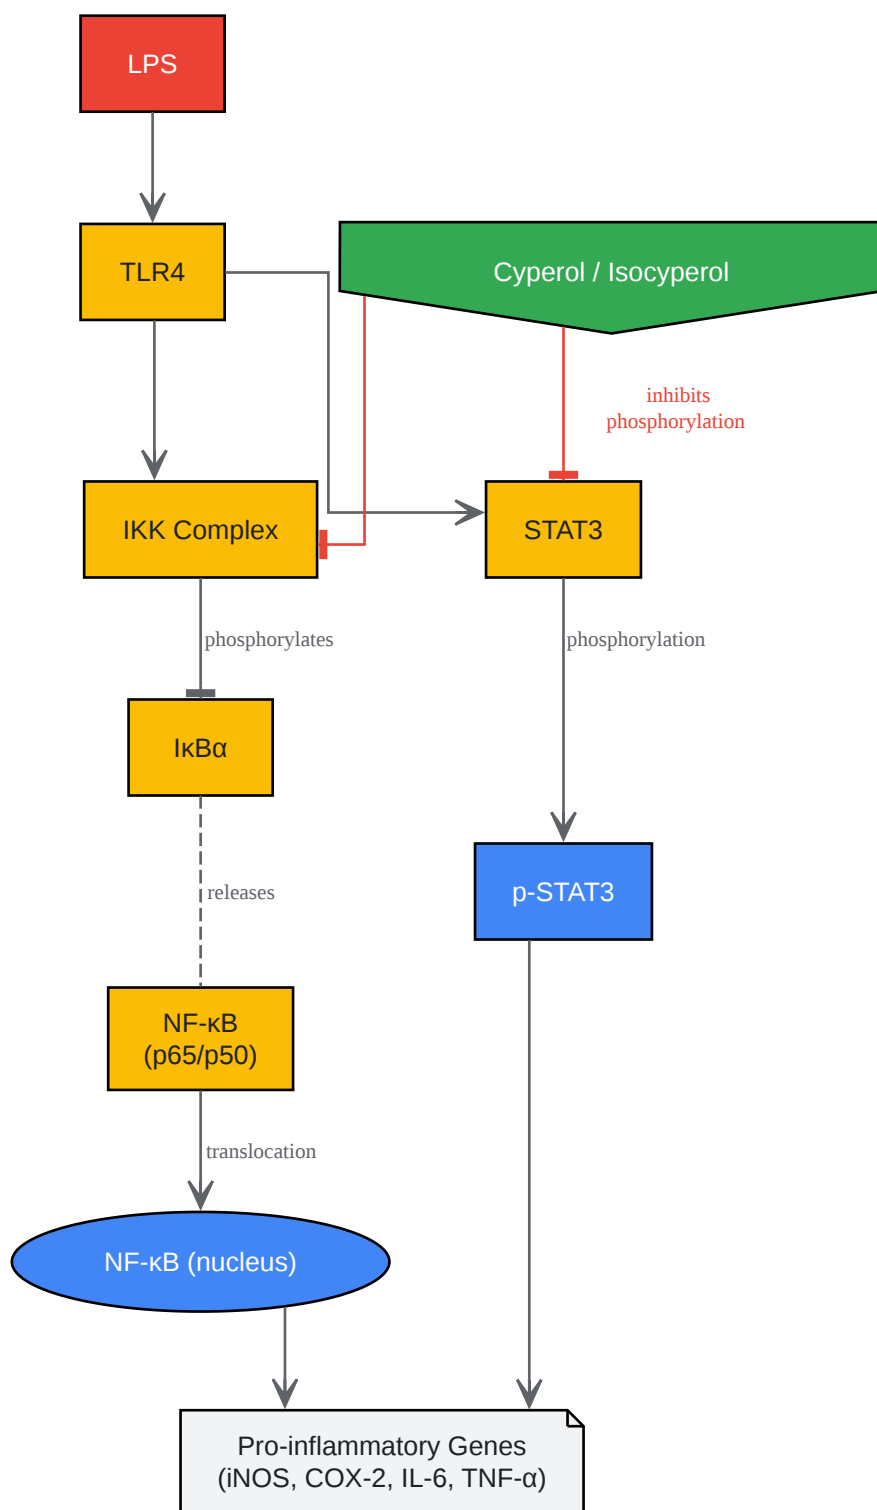 LPS
TLR4
Cyperol / Isocyperol
inhibits
phosphorylation
IKK Complex
STAT3
phosphorylates
phosphorylation
IκBα
releases
p-STAT3
NF-κB
(p65/p50)
translocation
NF-κB (nucleus)
Pro-inflammatory Genes
(iNOS, COX-2, IL-6, TNF-α)